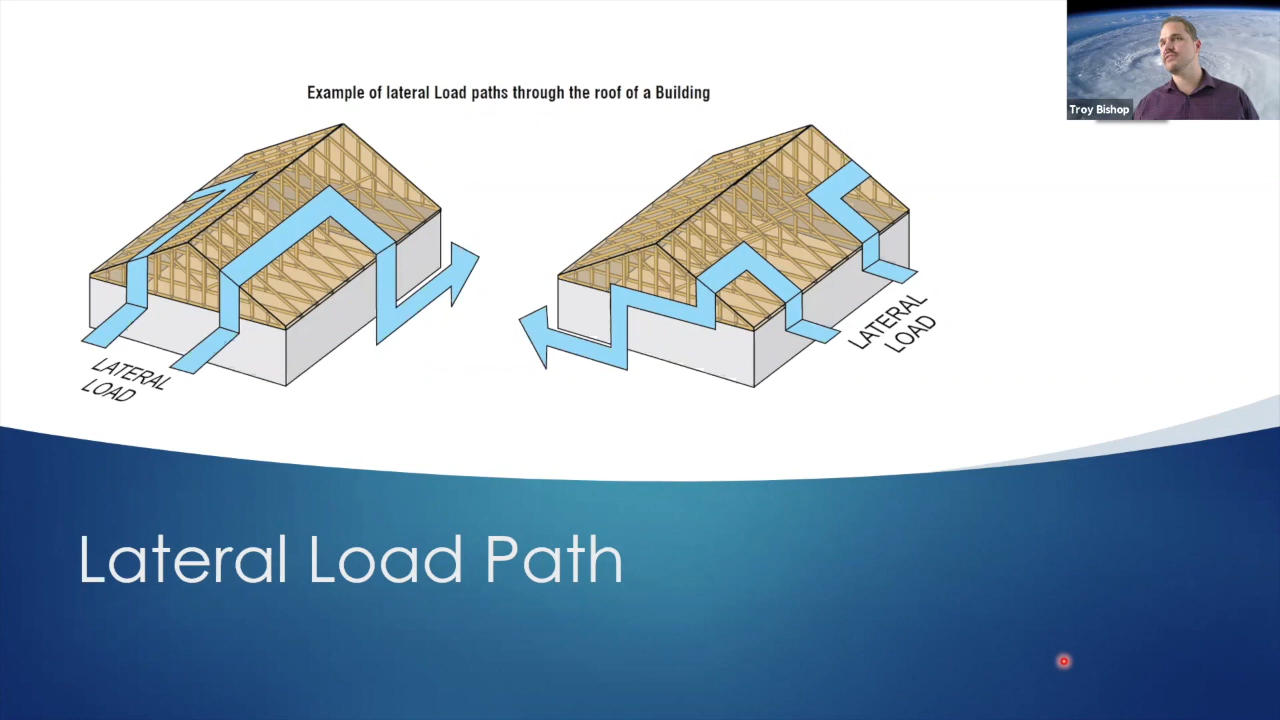 Troy Bishop
Example of lateral Load paths through the roof of a Building
LATERAL
LOAD
LATERAL
LOAD
Lateral Load Path